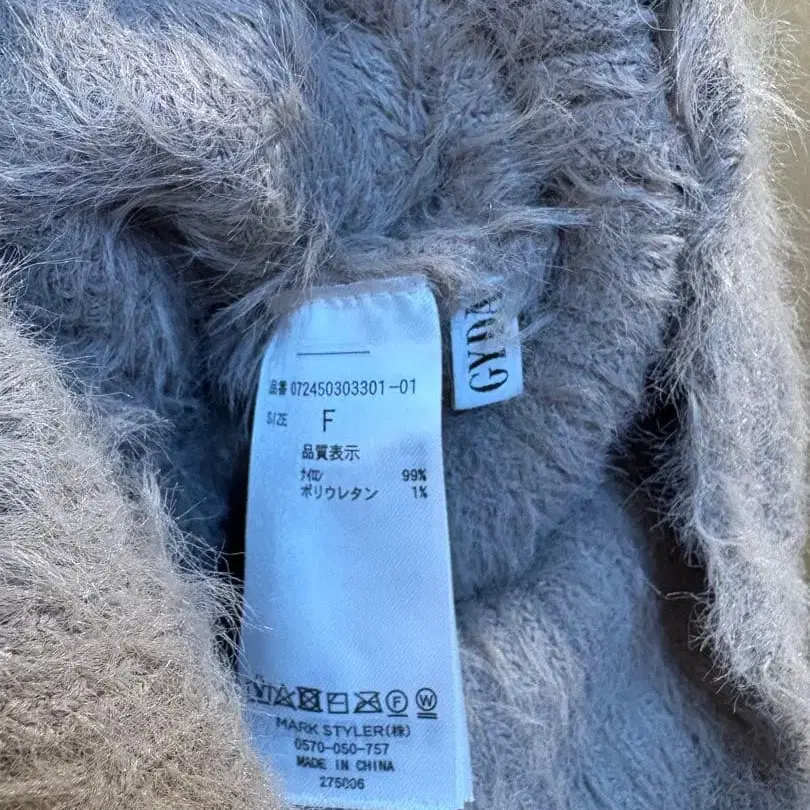 品番 072450303301-01
SIZE F
品質表示
ナイロン 99%
ポリウレタン 1%
MARK STYLER(株)
0570-050-757
MADE IN CHINA
275006
GYDA